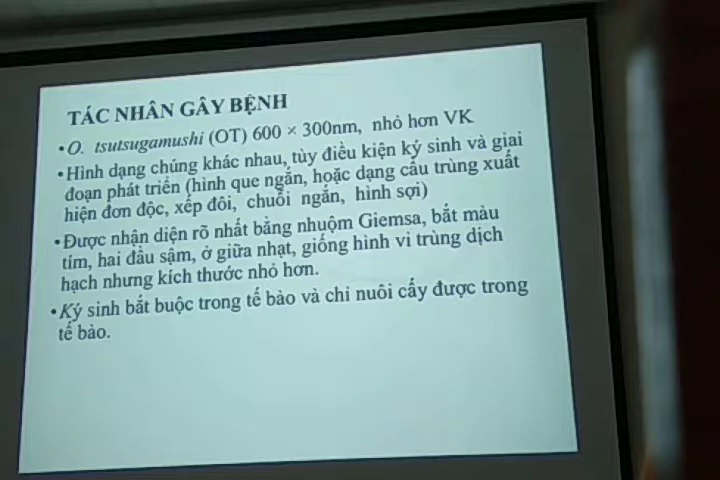 TÁC NHÂN GÂY BỆNH
•O. tsutsugamushi (OT) 600 × 300nm, nhỏ hơn VK
•Hình dạng chúng khác nhau, tùy điều kiện ký sinh và giai
đoạn phát triển (hình que ngắn, hoặc dạng cầu trùng xuất
hiện đơn độc, xếp đôi, chuỗi ngắn, hình sợi)
•Được nhận diện rõ nhất bằng nhuộm Giemsa, bắt màu
tím, hai đầu sậm, ở giữa nhạt, giống hình vi trùng dịch
hạch nhưng kích thước nhỏ hơn.
•Ký sinh bắt buộc trong tế bào và chỉ nuôi cấy được trong
tế bào.